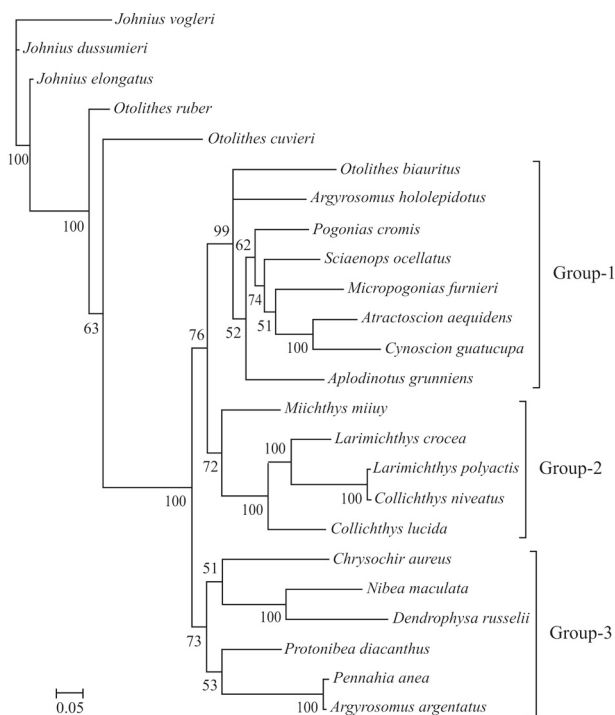 Johnius vogleri
Johnius dussumieri
Johnius elongatus
100
Otolithes ruber
100
Otolithes cuvieri
63
Otolithes biauritus
Argyrosomus hololepidotus
99
Pogonias cromis
62
Sciaenops ocellatus
74
Micropogonias furnieri
51
Atractoscion aequidens
52
100
Cynoscion guatucupa
Aplodinotus grunniens
Group-1
76
Miichthys miiuy
Larimichthys crocea
100
72
Larimichthys polyactis
100
Collichthys niveatus
100
Collichthys lucida
Group-2
100
Chrysochir aureus
51
Nibea maculata
100
Dendrophysa russelii
73
Protonibea diacanthus
53
Pennahia anea
100
Argyrosomus argentatus
Group-3
0.05